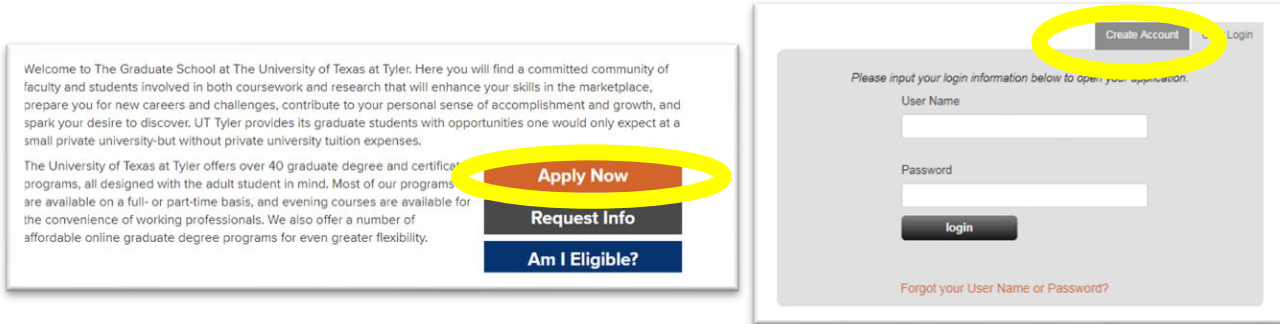 Welcome to The Graduate School at The University of Texas at Tyler. Here you will find a committed community of
faculty and students involved in both coursework and research that will enhance your skills in the marketplace,
prepare you for new careers and challenges, contribute to your personal sense of accomplishment and growth, and
spark your desire to discover. UT Tyler provides its graduate students with opportunities one would only expect at a
small private university-but without private university tuition expenses.
The University of Texas at Tyler offers over 40 graduate degree and certificat
programs, all designed with the adult student in mind. Most of our programs
are available on a full- or part-time basis, and evening courses are available for
the convenience of working professionals. We also offer a number of
affordable online graduate degree programs for even greater flexibility.
Apply Now
Request Info
Am I Eligible?
Create Account
Login
Please input your login information below to open your application.
User Name
Password
login
Forgot your User Name or Password?